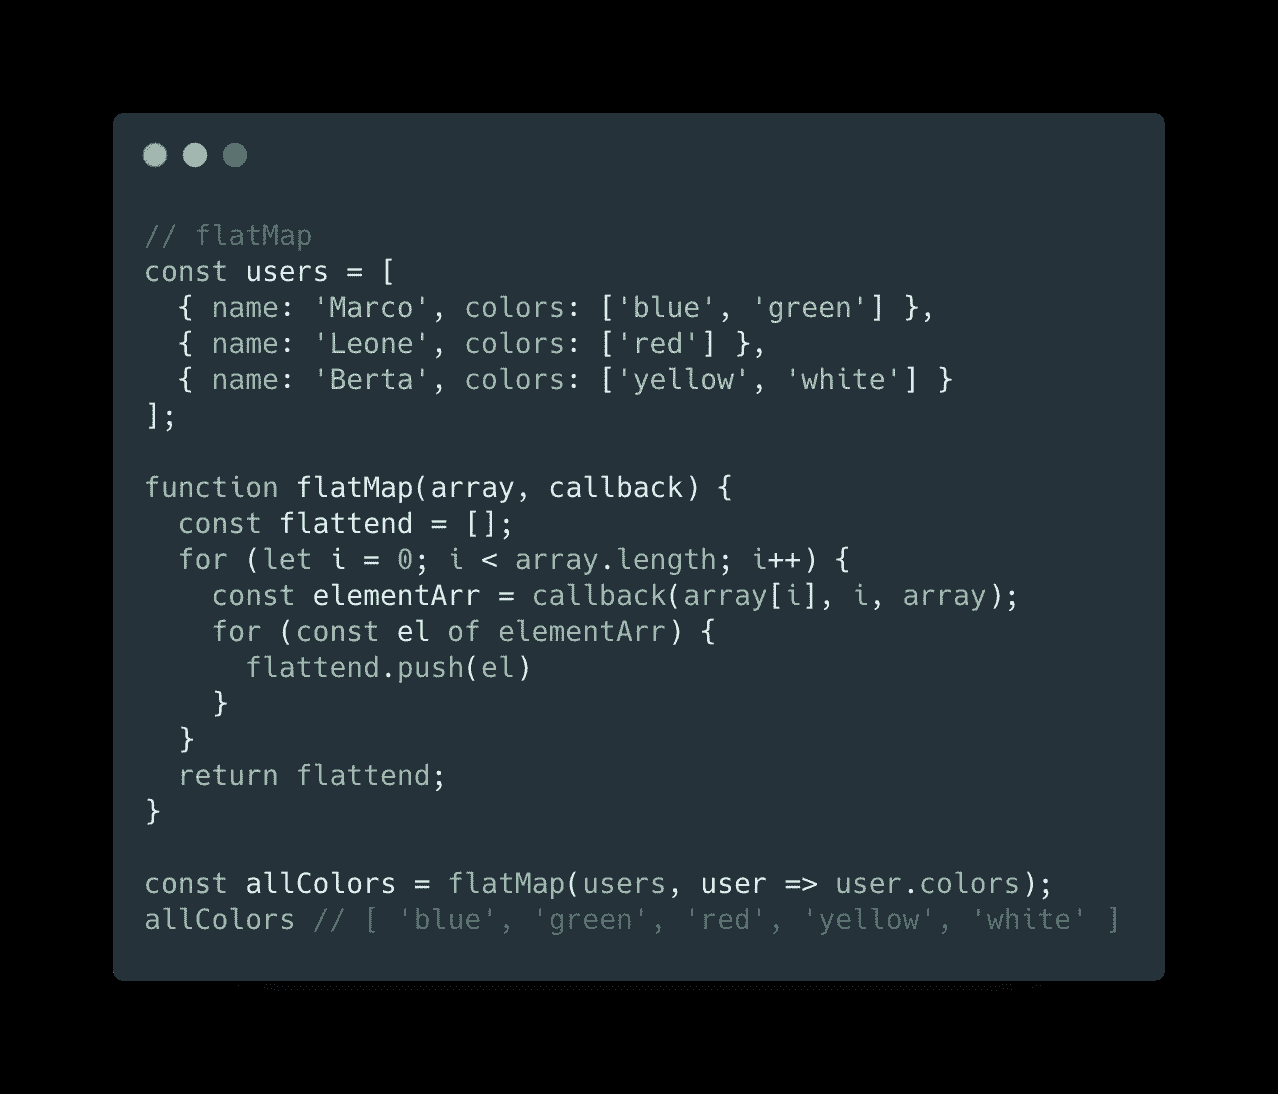 // flatMap
const users = [
  { name: 'Marco', colors: ['blue', 'green'] },
  { name: 'Leone', colors: ['red'] },
  { name: 'Berta', colors: ['yellow', 'white'] }
];

function flatMap(array, callback) {
  const flattend = [];
  for (let i = 0; i < array.length; i++) {
    const elementArr = callback(array[i], i, array);
    for (const el of elementArr) {
      flattend.push(el)
    }
  }
  return flattend;
}

const allColors = flatMap(users, user => user.colors);
allColors // [ 'blue', 'green', 'red', 'yellow', 'white' ]